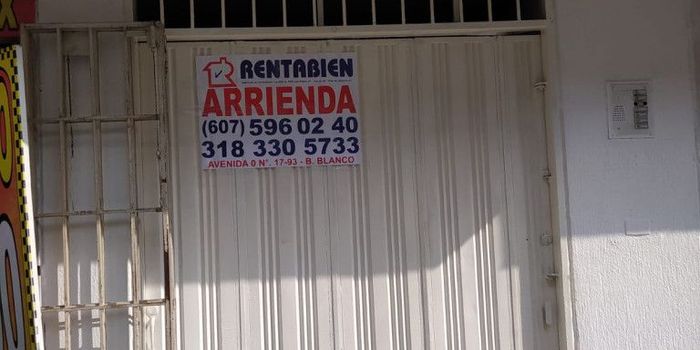 RENTABIEN
ARRIENDA
(607) 596 02 40
318 330 5733
AVENIDA 0 N°. 17-93 - B. BLANCO